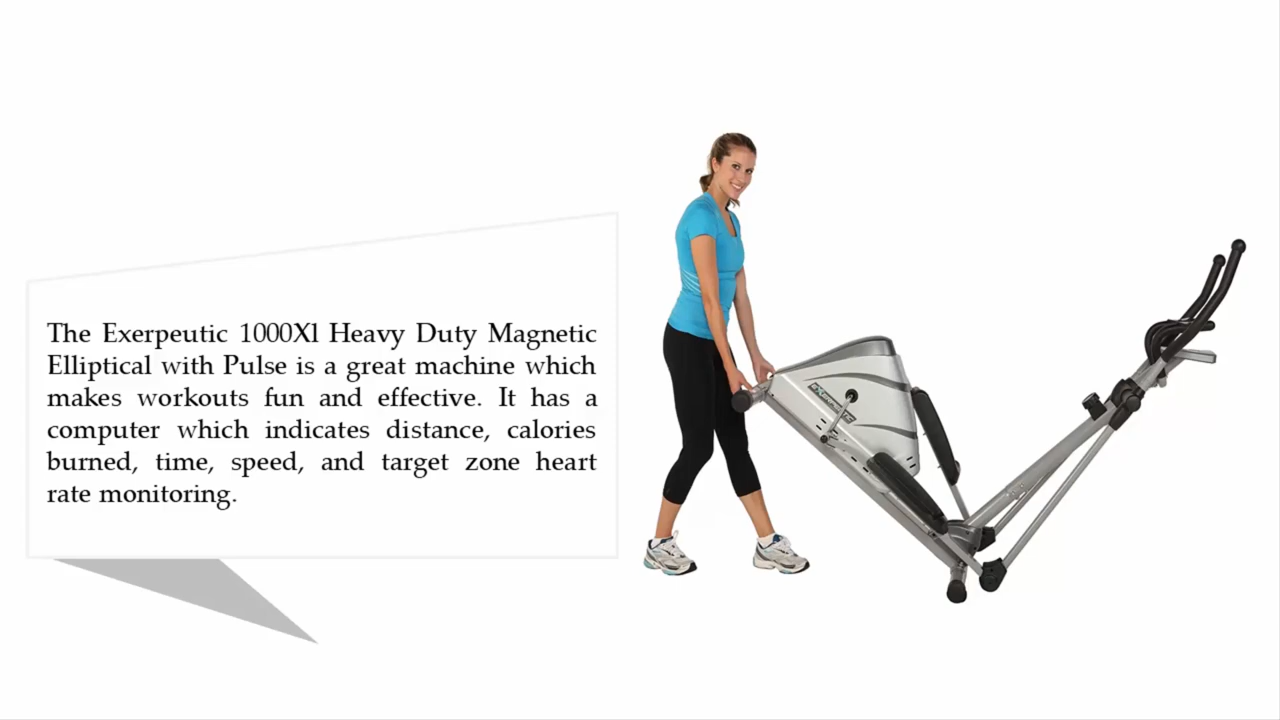 The Exerpeutic 1000Xl Heavy Duty Magnetic
Elliptical with Pulse is a great machine which
makes workouts fun and effective. It has a
computer which indicates distance, calories
burned, time, speed, and target zone heart
rate monitoring.